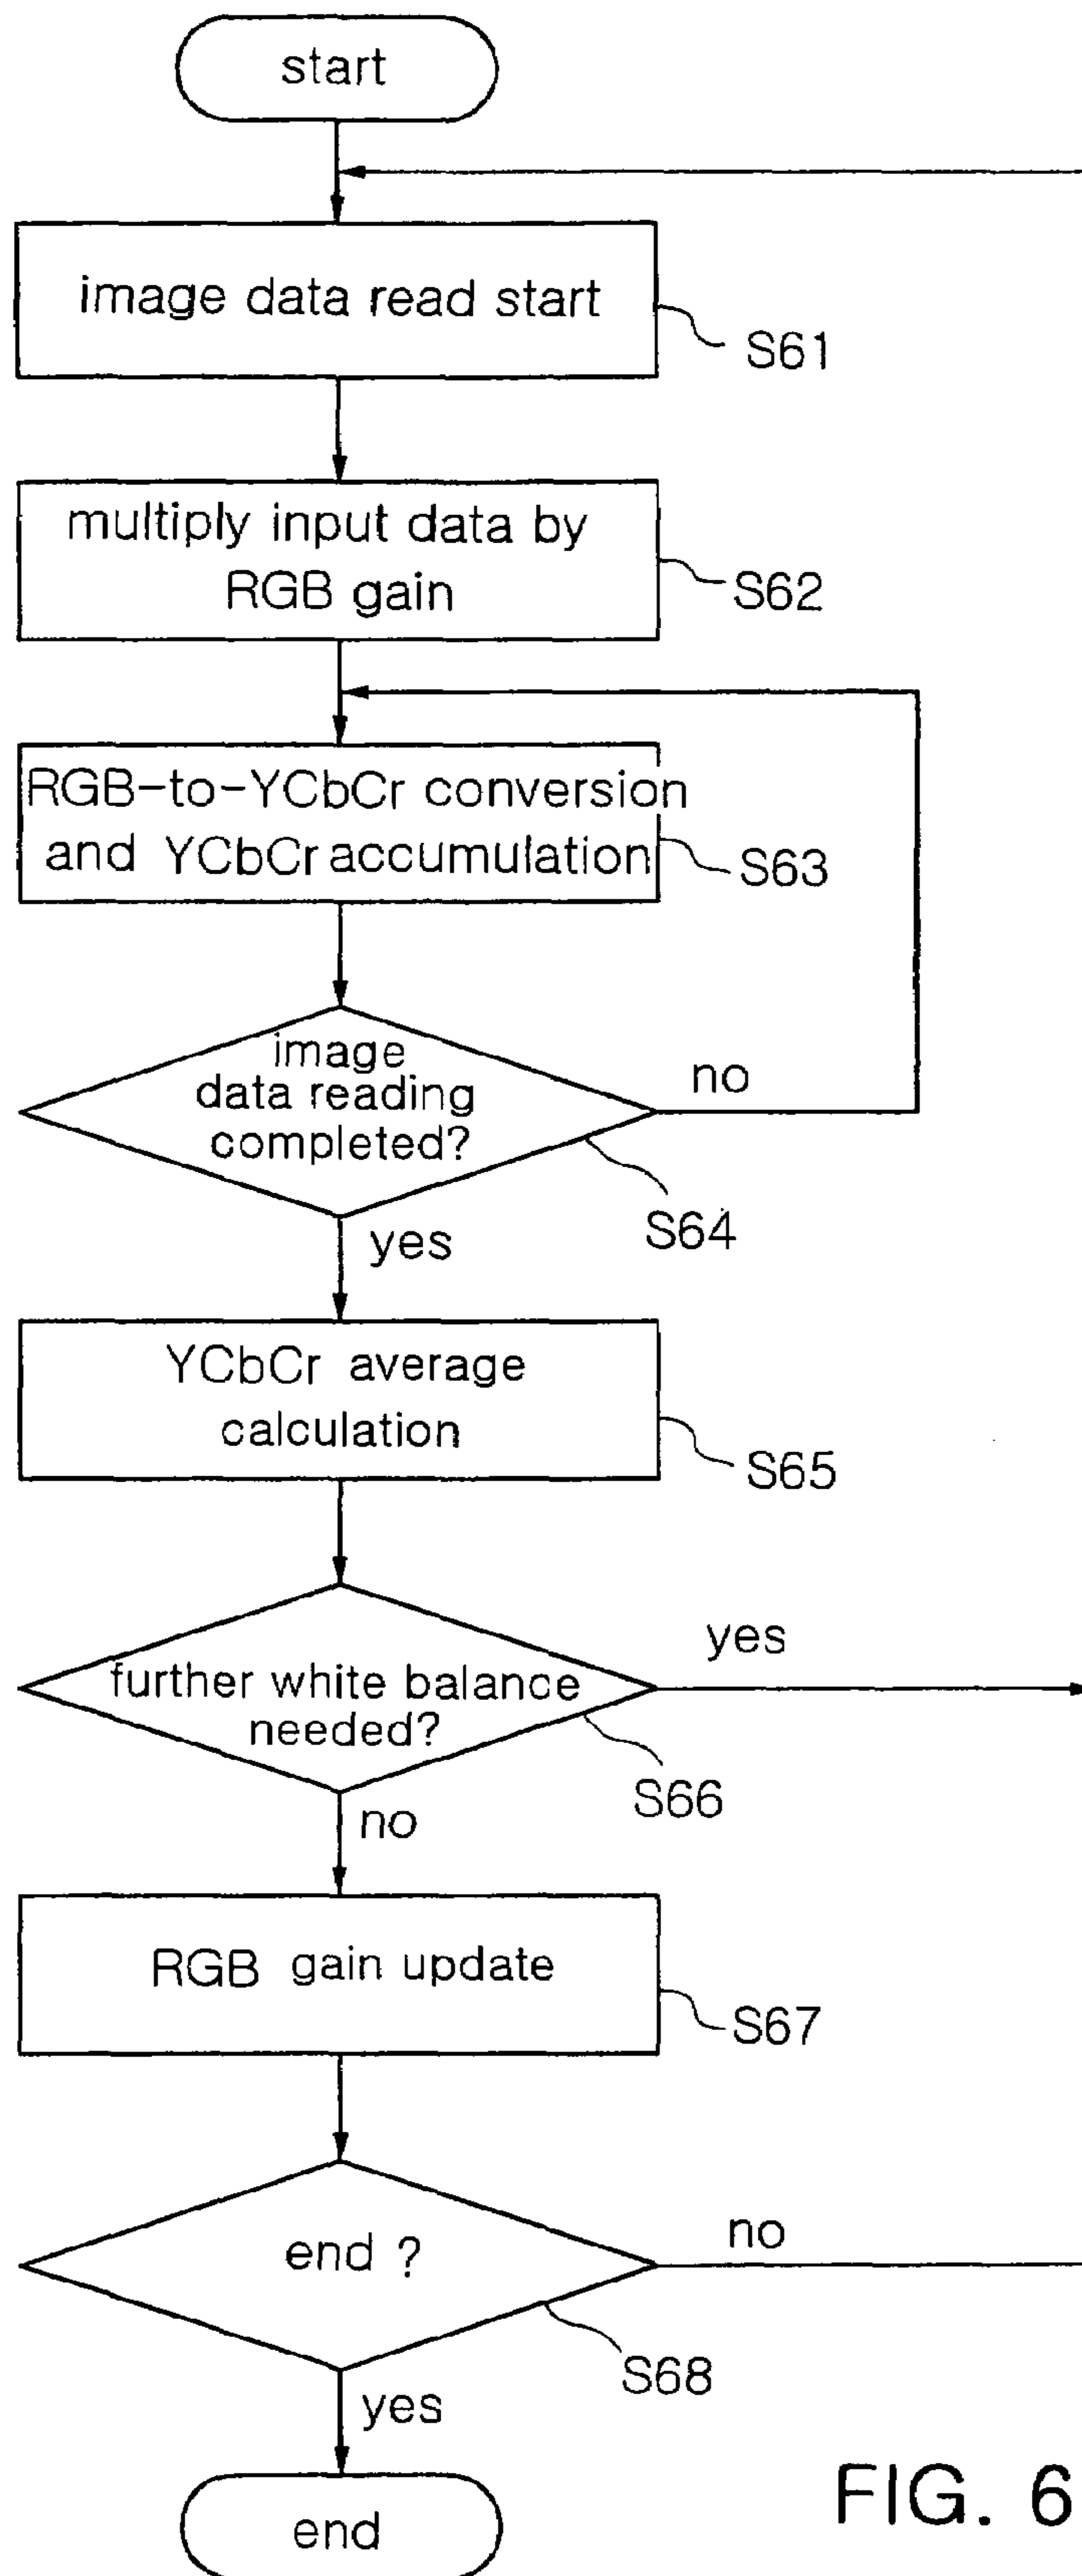 start
image data read start
S61
multiply input data by
RGB gain
S62
RGB-to-YCbCr conversion
and YCbCr accumulation
S63
image
data reading
completed?
no
S64
yes
YCbCr average
calculation
S65
further white balance
needed?
yes
S66
no
RGB gain update
S67
end ?
no
S68
yes
end
FIG. 6